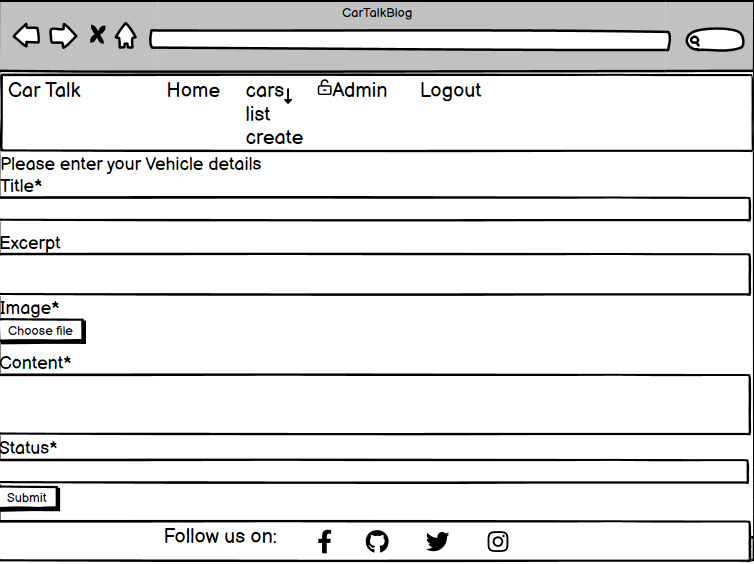 CarTalkBlog
Car Talk Home cars Admin Logout
list
create
Please enter your Vehicle details
Title*
Excerpt
Image*
Choose file
Content*
Status*
Submit
Follow us on: